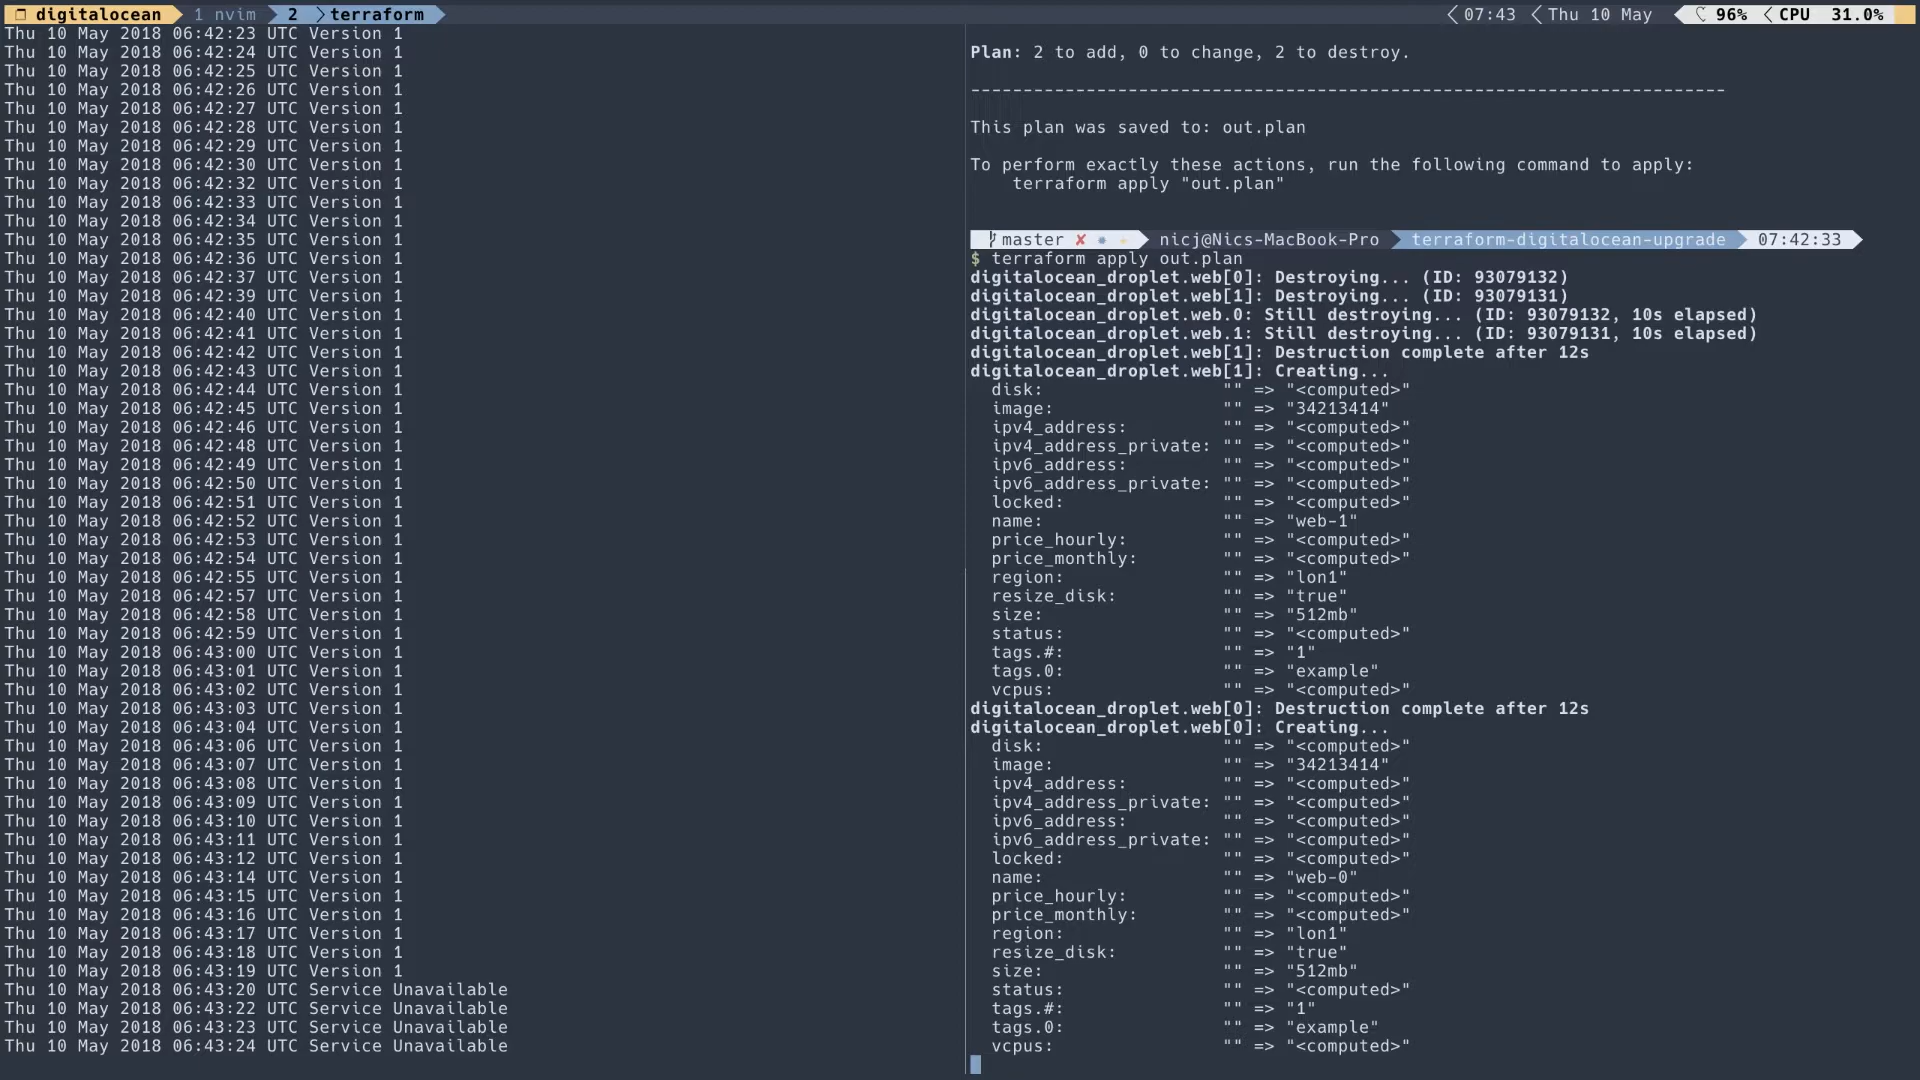 digitalocean 1 nvim 2 terraform 07:43 Thu 10 May 96% CPU 31.0%
Thu 10 May 2018 06:42:23 UTC Version 1
Thu 10 May 2018 06:42:24 UTC Version 1
Thu 10 May 2018 06:42:25 UTC Version 1
Thu 10 May 2018 06:42:26 UTC Version 1
Thu 10 May 2018 06:42:27 UTC Version 1
Thu 10 May 2018 06:42:28 UTC Version 1
Thu 10 May 2018 06:42:29 UTC Version 1
Thu 10 May 2018 06:42:30 UTC Version 1
Thu 10 May 2018 06:42:32 UTC Version 1
Thu 10 May 2018 06:42:33 UTC Version 1
Thu 10 May 2018 06:42:34 UTC Version 1
Thu 10 May 2018 06:42:35 UTC Version 1
Thu 10 May 2018 06:42:36 UTC Version 1
Thu 10 May 2018 06:42:37 UTC Version 1
Thu 10 May 2018 06:42:39 UTC Version 1
Thu 10 May 2018 06:42:40 UTC Version 1
Thu 10 May 2018 06:42:41 UTC Version 1
Thu 10 May 2018 06:42:42 UTC Version 1
Thu 10 May 2018 06:42:43 UTC Version 1
Thu 10 May 2018 06:42:44 UTC Version 1
Thu 10 May 2018 06:42:45 UTC Version 1
Thu 10 May 2018 06:42:46 UTC Version 1
Thu 10 May 2018 06:42:48 UTC Version 1
Thu 10 May 2018 06:42:49 UTC Version 1
Thu 10 May 2018 06:42:50 UTC Version 1
Thu 10 May 2018 06:42:51 UTC Version 1
Thu 10 May 2018 06:42:52 UTC Version 1
Thu 10 May 2018 06:42:53 UTC Version 1
Thu 10 May 2018 06:42:54 UTC Version 1
Thu 10 May 2018 06:42:55 UTC Version 1
Thu 10 May 2018 06:42:57 UTC Version 1
Thu 10 May 2018 06:42:58 UTC Version 1
Thu 10 May 2018 06:42:59 UTC Version 1
Thu 10 May 2018 06:43:00 UTC Version 1
Thu 10 May 2018 06:43:01 UTC Version 1
Thu 10 May 2018 06:43:02 UTC Version 1
Thu 10 May 2018 06:43:03 UTC Version 1
Thu 10 May 2018 06:43:04 UTC Version 1
Thu 10 May 2018 06:43:06 UTC Version 1
Thu 10 May 2018 06:43:07 UTC Version 1
Thu 10 May 2018 06:43:08 UTC Version 1
Thu 10 May 2018 06:43:09 UTC Version 1
Thu 10 May 2018 06:43:10 UTC Version 1
Thu 10 May 2018 06:43:11 UTC Version 1
Thu 10 May 2018 06:43:12 UTC Version 1
Thu 10 May 2018 06:43:14 UTC Version 1
Thu 10 May 2018 06:43:15 UTC Version 1
Thu 10 May 2018 06:43:16 UTC Version 1
Thu 10 May 2018 06:43:17 UTC Version 1
Thu 10 May 2018 06:43:18 UTC Version 1
Thu 10 May 2018 06:43:19 UTC Version 1
Thu 10 May 2018 06:43:20 UTC Service Unavailable
Thu 10 May 2018 06:43:22 UTC Service Unavailable
Thu 10 May 2018 06:43:23 UTC Service Unavailable
Thu 10 May 2018 06:43:24 UTC Service Unavailable
Plan: 2 to add, 0 to change, 2 to destroy.
------------------------------------------------------------------------
This plan was saved to: out.plan
To perform exactly these actions, run the following command to apply:
terraform apply "out.plan"
master ✘ nicj@Nics-MacBook-Pro terraform-digitalocean-upgrade 07:42:33
$ terraform apply out.plan
digitalocean_droplet.web[0]: Destroying... (ID: 93079132)
digitalocean_droplet.web[1]: Destroying... (ID: 93079131)
digitalocean_droplet.web.0: Still destroying... (ID: 93079132, 10s elapsed)
digitalocean_droplet.web.1: Still destroying... (ID: 93079131, 10s elapsed)
digitalocean_droplet.web[1]: Destruction complete after 12s
digitalocean_droplet.web[1]: Creating...
disk: "" => "<computed>"
image: "" => "34213414"
ipv4_address: "" => "<computed>"
ipv4_address_private: "" => "<computed>"
ipv6_address: "" => "<computed>"
ipv6_address_private: "" => "<computed>"
locked: "" => "<computed>"
name: "" => "web-1"
price_hourly: "" => "<computed>"
price_monthly: "" => "<computed>"
region: "" => "lon1"
resize_disk: "" => "true"
size: "" => "512mb"
status: "" => "<computed>"
tags.#: "" => "1"
tags.0: "" => "example"
vcpus: "" => "<computed>"
digitalocean_droplet.web[0]: Destruction complete after 12s
digitalocean_droplet.web[0]: Creating...
disk: "" => "<computed>"
image: "" => "34213414"
ipv4_address: "" => "<computed>"
ipv4_address_private: "" => "<computed>"
ipv6_address: "" => "<computed>"
ipv6_address_private: "" => "<computed>"
locked: "" => "<computed>"
name: "" => "web-0"
price_hourly: "" => "<computed>"
price_monthly: "" => "<computed>"
region: "" => "lon1"
resize_disk: "" => "true"
size: "" => "512mb"
status: "" => "<computed>"
tags.#: "" => "1"
tags.0: "" => "example"
vcpus: "" => "<computed>"